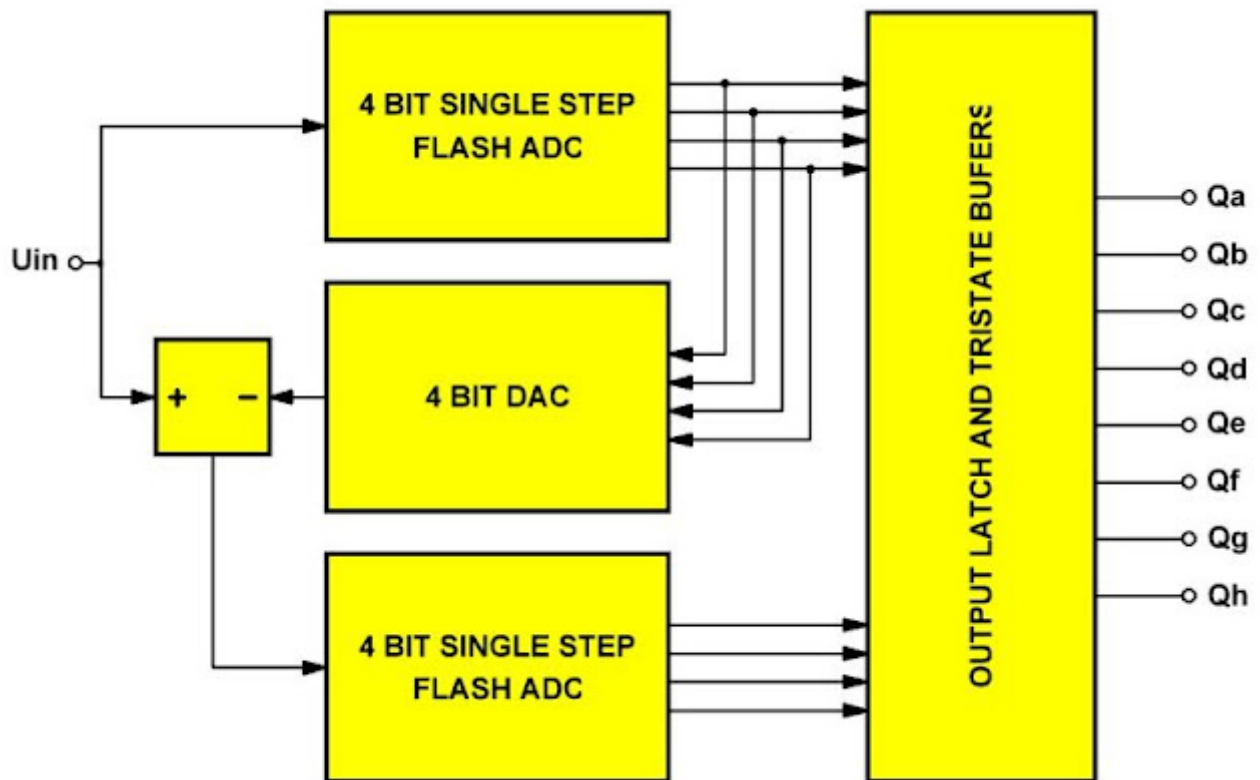 4 BIT SINGLE STEP
FLASH ADC
Uin
+ −
4 BIT DAC
4 BIT SINGLE STEP
FLASH ADC
OUTPUT LATCH AND TRISTATE BUFERS
Qa
Qb
Qc
Qd
Qe
Qf
Qg
Qh